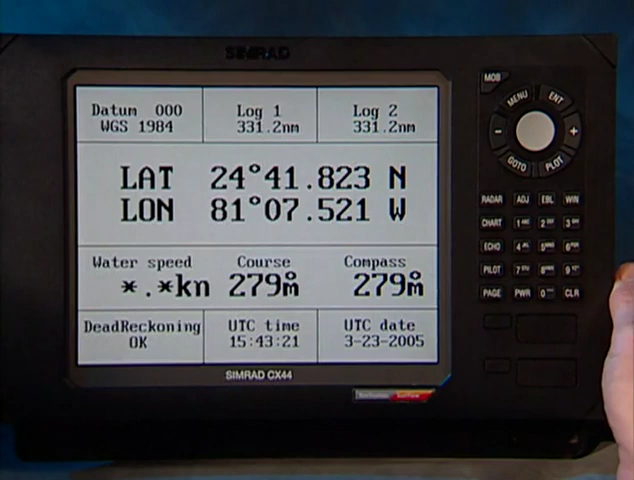 SIMRAD
Datum 000
WGS 1984
Log 1
331.2nm
Log 2
331.2nm
LAT 24°41.823 N
LON 81°07.521 W
Water speed
*.*kn
Course
279°M
Compass
279°M
DeadReckoning
OK
UTC time
15:43:21
UTC date
3-23-2005
SIMRAD CX44
MOB
MENU
ENT
-
+
GOTO
PLOT
RADAR ADJ EBL WIN
CHART 1 2 3
ECHO 4 5 6
PILOT 7 8 9
PAGE PWR 0 CLR